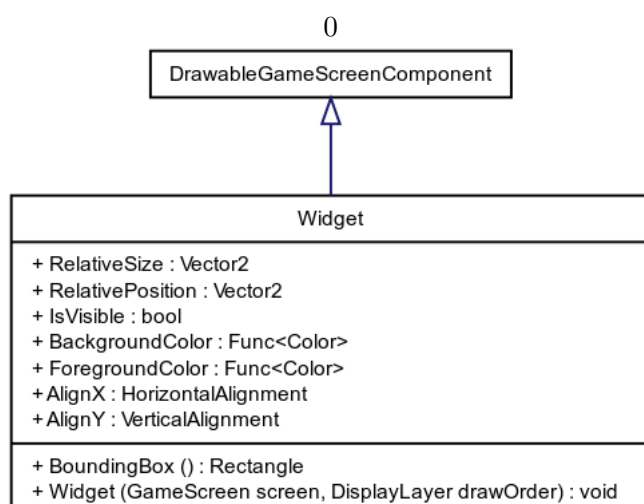 0
DrawableGameScreenComponent
Widget
+ RelativeSize : Vector2
+ RelativePosition : Vector2
+ IsVisible : bool
+ BackgroundColor : Func<Color>
+ ForegroundColor : Func<Color>
+ AlignX : HorizontalAlignment
+ AlignY : VerticalAlignment
+ BoundingBox () : Rectangle
+ Widget (GameScreen screen, DisplayLayer drawOrder) : void